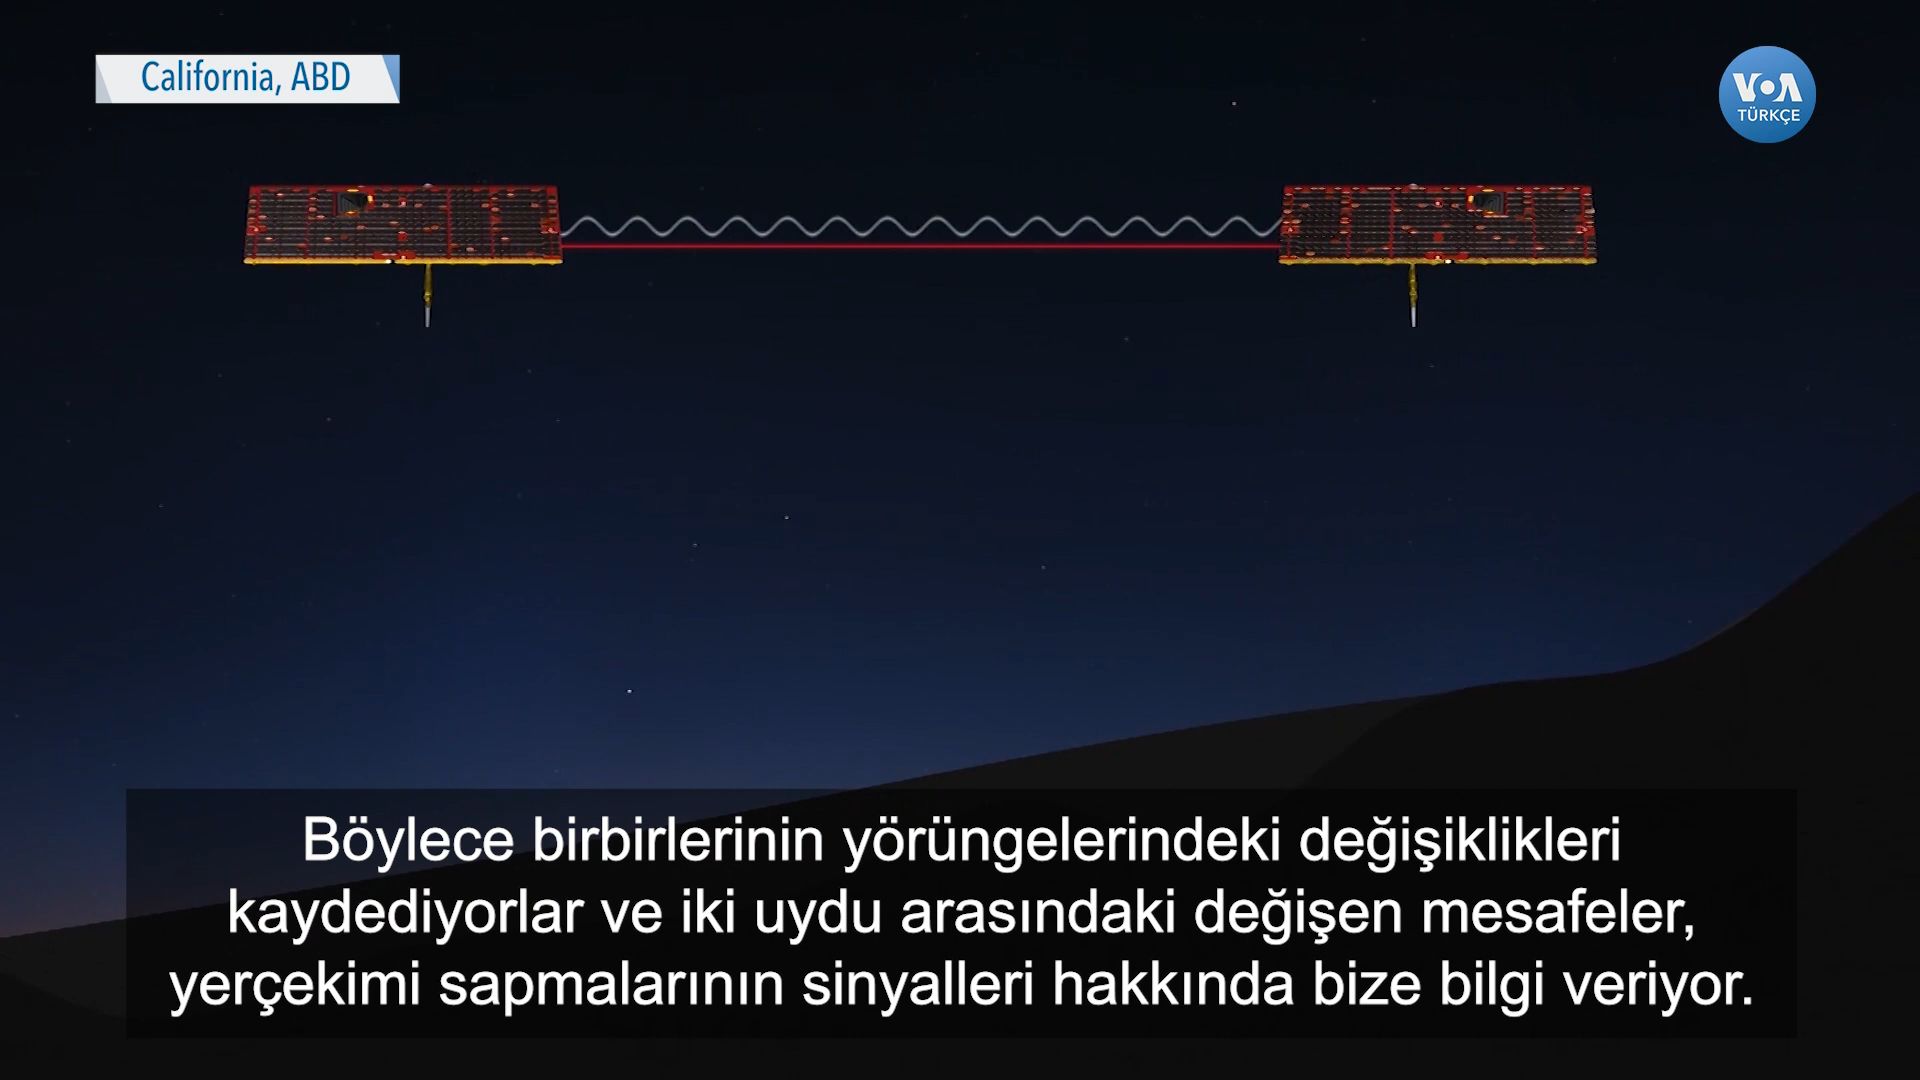 California, ABD
VOA
TÜRKÇE
Böylece birbirlerinin yörüngelerindeki değişiklikleri
kaydediyorlar ve iki uydu arasındaki değişen mesafeler,
yerçekimi sapmalarının sinyalleri hakkında bize bilgi veriyor.